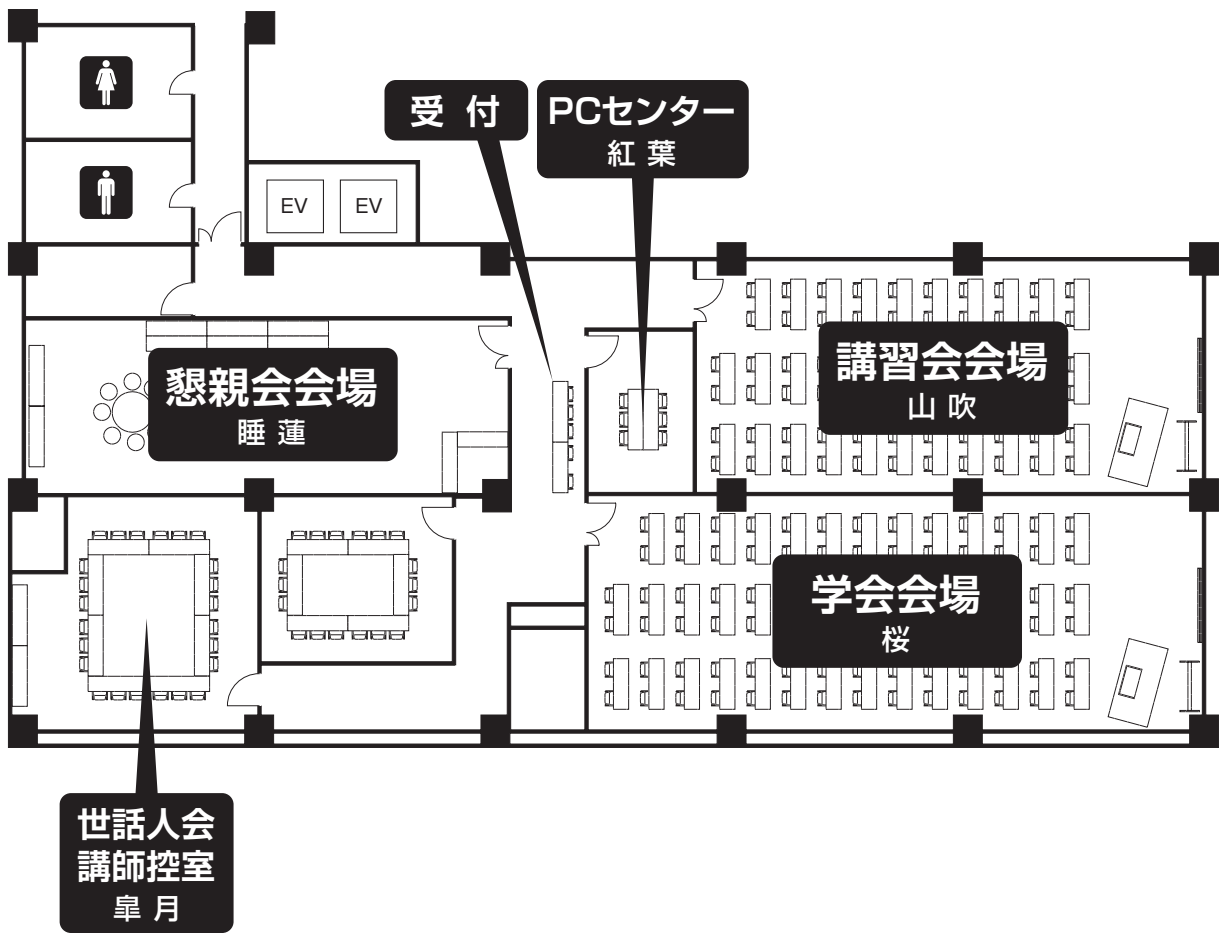 受 付
PCセンター
紅 葉
EV
EV
懇親会会場
睡 蓮
講習会会場
山 吹
学会会場
桜
世話人会
講師控室
皐 月